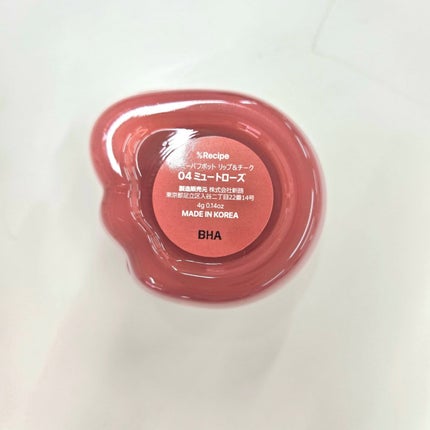 %Recipe
ミーパフポット リップ&チーク
04 ミュートローズ
製造販売元 株式会社新語
東京都足立区入谷二丁目22番14号
4g 0.14oz
MADE IN KOREA
BHA